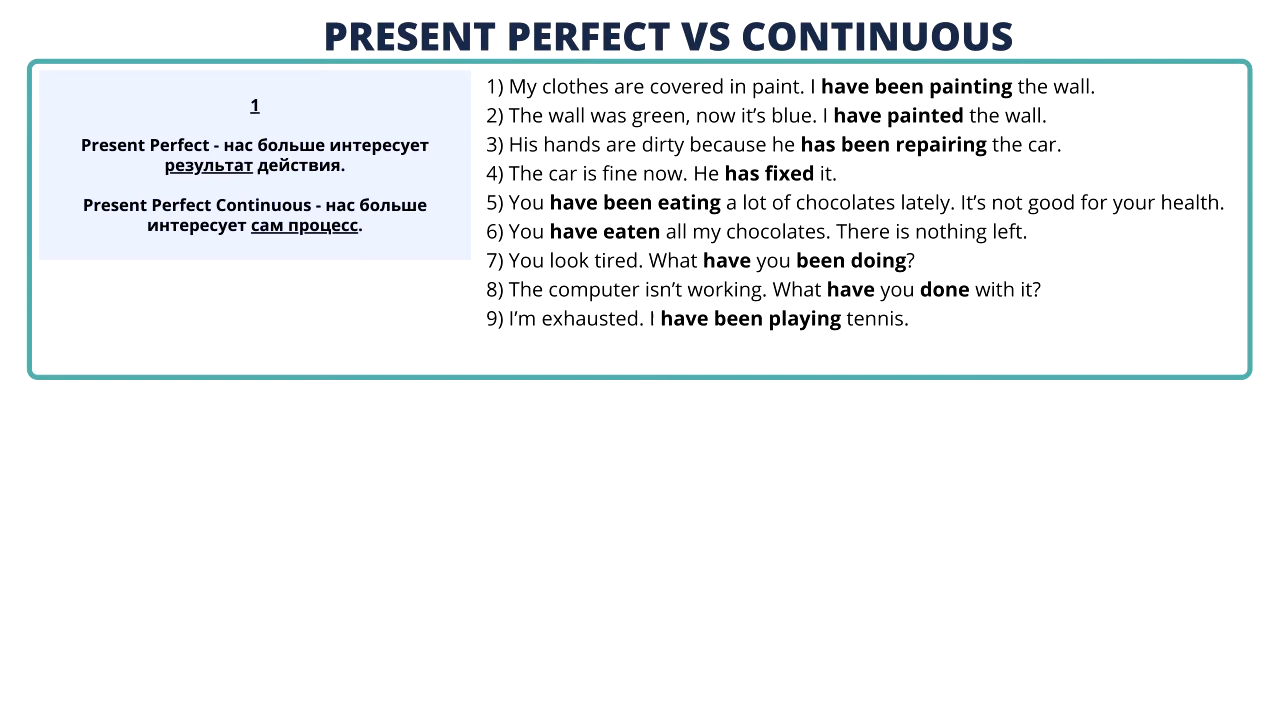 PRESENT PERFECT VS CONTINUOUS
1
Present Perfect - нас больше интересует
результат действия.
Present Perfect Continuous - нас больше
интересует сам процесс.
1) My clothes are covered in paint. I have been painting the wall.
2) The wall was green, now it’s blue. I have painted the wall.
3) His hands are dirty because he has been repairing the car.
4) The car is fine now. He has fixed it.
5) You have been eating a lot of chocolates lately. It’s not good for your health.
6) You have eaten all my chocolates. There is nothing left.
7) You look tired. What have you been doing?
8) The computer isn’t working. What have you done with it?
9) I’m exhausted. I have been playing tennis.